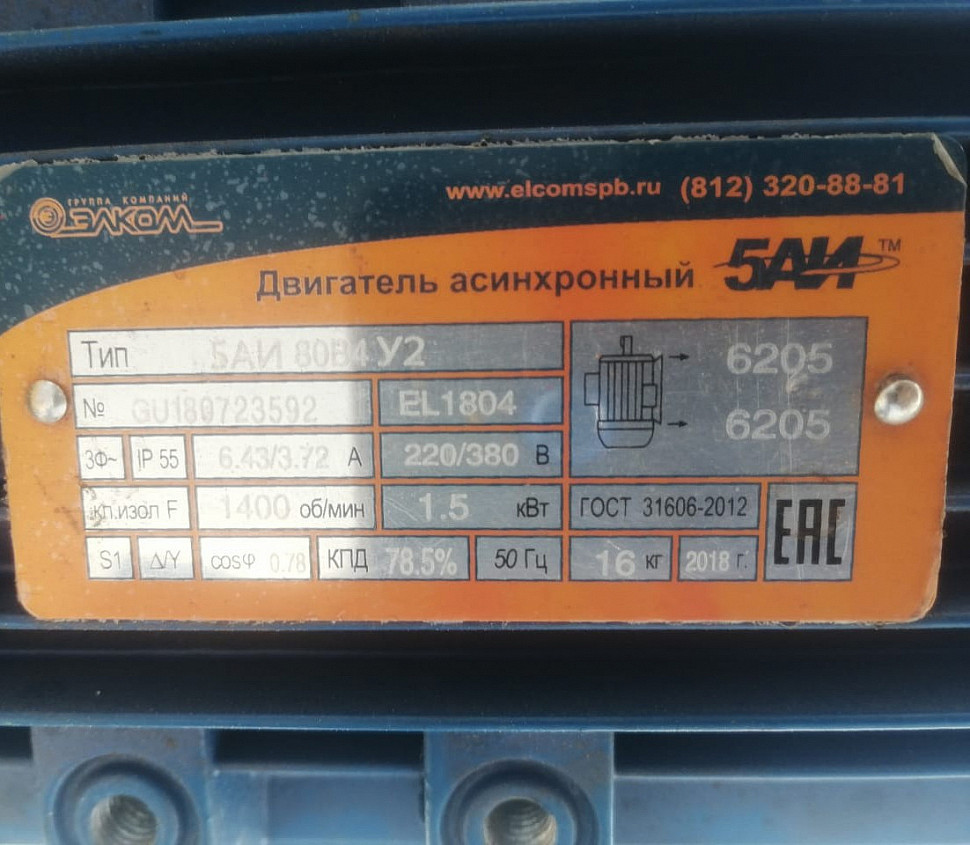 ГРУППА КОМПАНИЙ
ЭЛКОМ
www.elcomspb.ru (812) 320-88-81
Двигатель асинхронный 5АИ™
Тип 5АИ 80В4 У2
№ GU180723592 EL1804
6205
6205
3Ф~ IP 55 6.43/3.72 А 220/380 В
кл.изол F 1400 об/мин 1.5 кВт ГОСТ 31606-2012
S1 Δ/Y cosφ 0.78 КПД 78.5% 50 Гц 16 кг 2018 г.
EAC